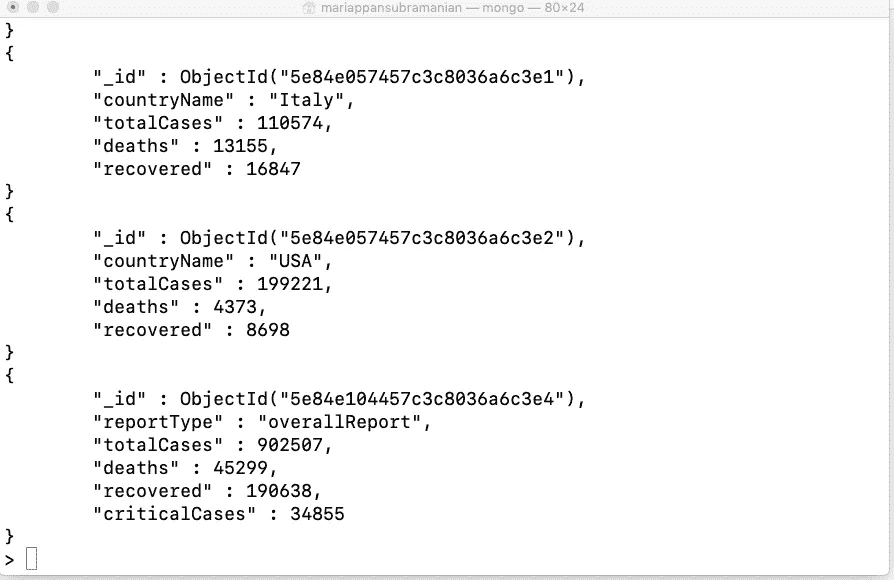 mariappansubramanian — mongo — 80×24
}
{
"_id" : ObjectId("5e84e057457c3c8036a6c3e1"),
"countryName" : "Italy",
"totalCases" : 110574,
"deaths" : 13155,
"recovered" : 16847
}
{
"_id" : ObjectId("5e84e057457c3c8036a6c3e2"),
"countryName" : "USA",
"totalCases" : 199221,
"deaths" : 4373,
"recovered" : 8698
}
{
"_id" : ObjectId("5e84e104457c3c8036a6c3e4"),
"reportType" : "overallReport",
"totalCases" : 902507,
"deaths" : 45299,
"recovered" : 190638,
"criticalCases" : 34855
}
>